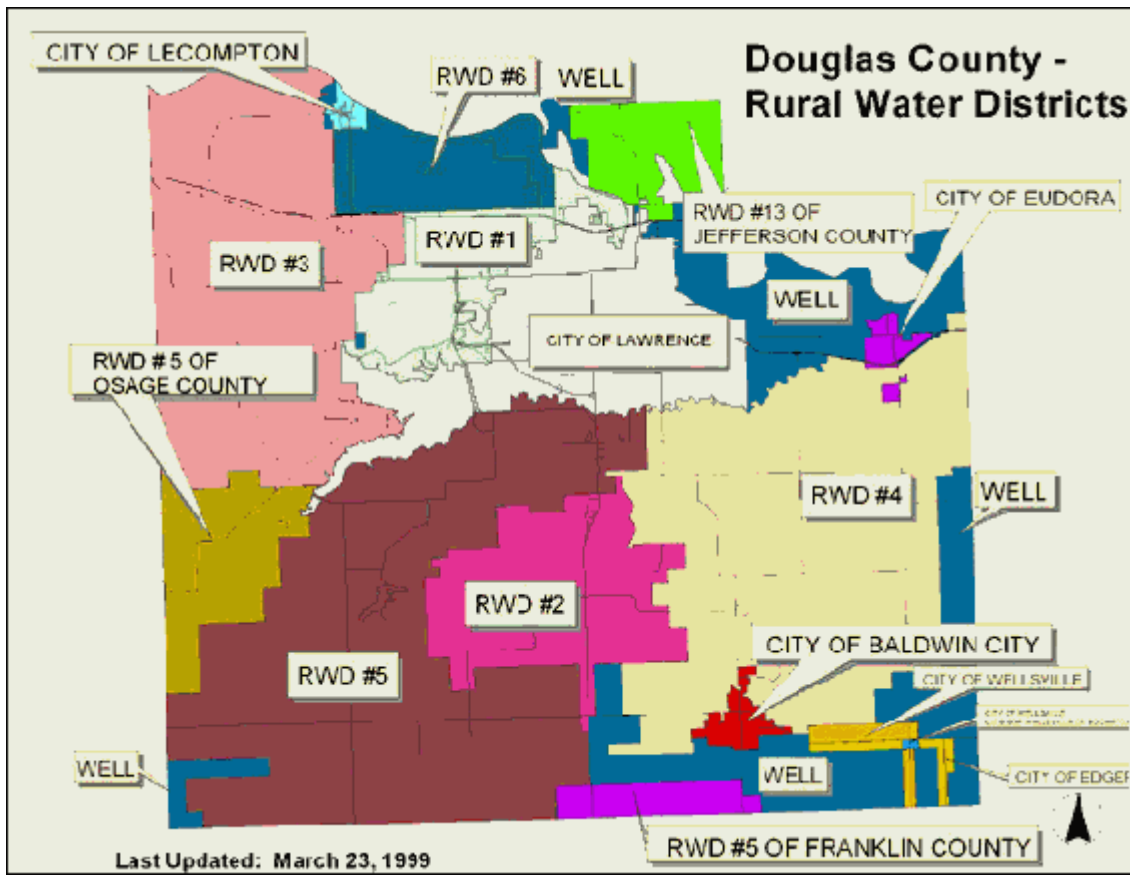 CITY OF LECOMPTON
RWD #6
WELL
Douglas County -
Rural Water Districts
CITY OF EUDORA
RWD #13 OF
JEFFERSON COUNTY
RWD #1
RWD #3
WELL
CITY OF LAWRENCE
RWD #5 OF
OSAGE COUNTY
RWD #4
WELL
RWD #2
CITY OF BALDWIN CITY
RWD #5
CITY OF WELLSVILLE
WELL
WELL
CITY OF EDGER
RWD #5 OF FRANKLIN COUNTY
Last Updated: March 23, 1999